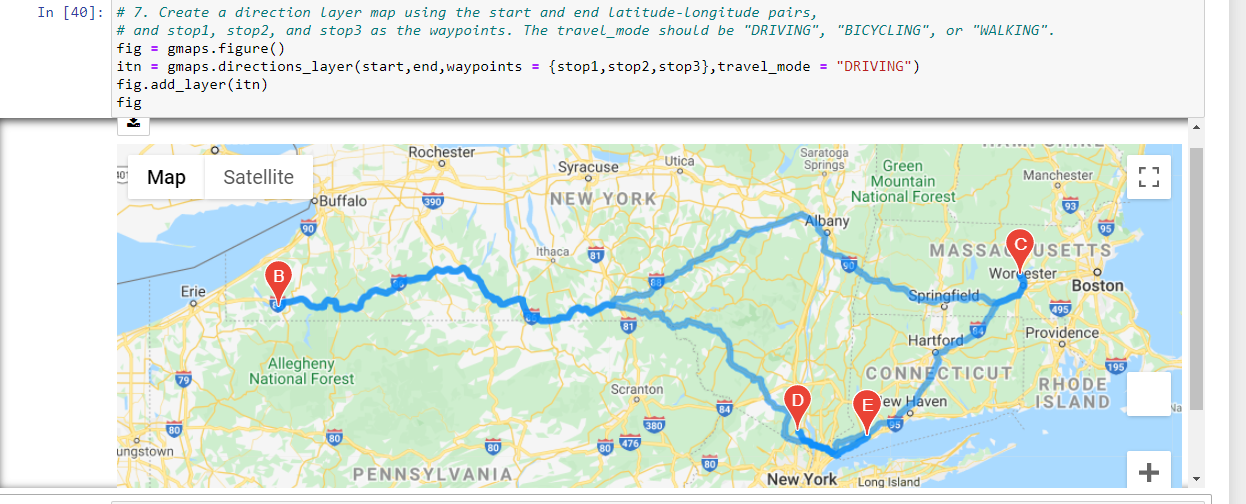 In [40]:
# 7. Create a direction layer map using the start and end latitude-longitude pairs,
# and stop1, stop2, and stop3 as the waypoints. The travel_mode should be "DRIVING", "BICYCLING", or "WALKING".
fig = gmaps.figure()
itn = gmaps.directions_layer(start,end,waypoints = {stop1,stop2,stop3},travel_mode = "DRIVING")
fig.add_layer(itn)
fig
Map
Satellite
Rochester
Syracuse
Utica
Saratoga
Springs
Green
Mountain
National Forest
Manchester
Buffalo
390
NEW YORK
93
90
95
Albany
Ithaca
81
MASSACHUSETTS
C
B
90
Worcester
Boston
Erie
Springfield
495
81
84
Providence
Hartford
Allegheny
National Forest
79
CONNECTICUT
195
Scranton
RHODE
ISLAND
D
E
New Haven
84
80
80
380
95
476
80
80
80
ungstown
PENNSYLVANIA
New York
Long Island
+